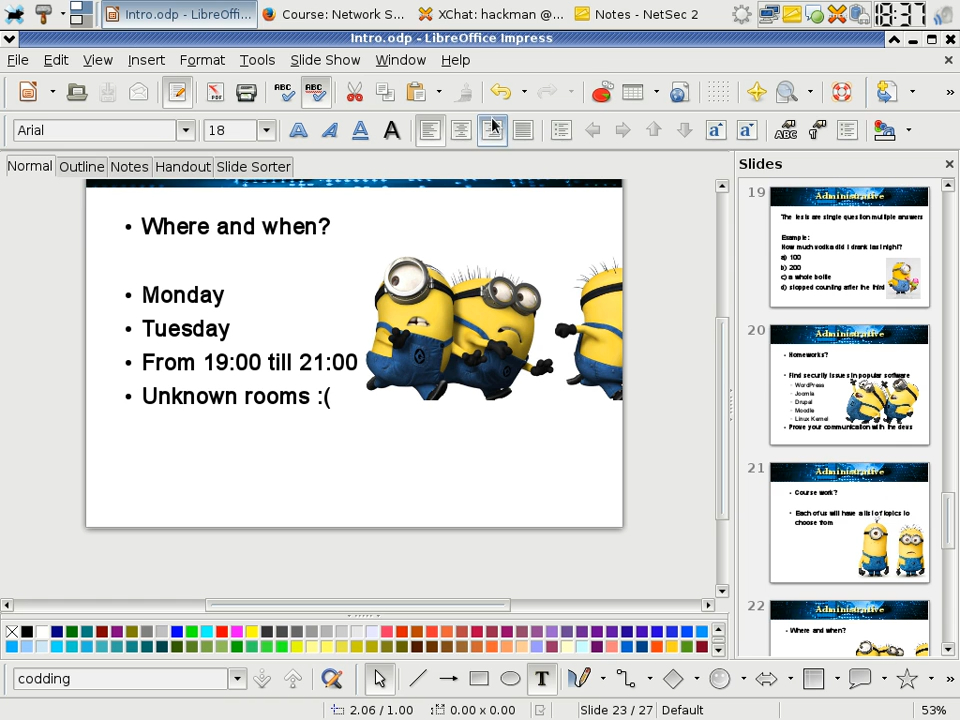 Intro.odp - LibreOffi...
Course: Network S...
XChat: hackman @...
Notes - NetSec 2
18:37
Intro.odp - LibreOffice Impress
File Edit View Insert Format Tools Slide Show Window Help
Arial 18
Normal Outline Notes Handout Slide Sorter
Slides
• Where and when?
• Monday
• Tuesday
• From 19:00 till 21:00
• Unknown rooms :(
19
Administrative
The tests are single question multiple answers
Example:
How much vodka did I drank last night?
a) 100
b) 200
c) a whole bottle
d) stopped counting after the third
20
Administrative
• Homeworks?
• Find security issues in popular software
WordPress
Joomla
Drupal
Moodle
Linux Kernel
• Prove your communication with the devs
21
Administrative
• Course work?
• Each of us will have a list of topics to
choose from
22
Administrative
• Where and when?
codding
2.06 / 1.00 0.00 x 0.00 Slide 23 / 27 Default 53%